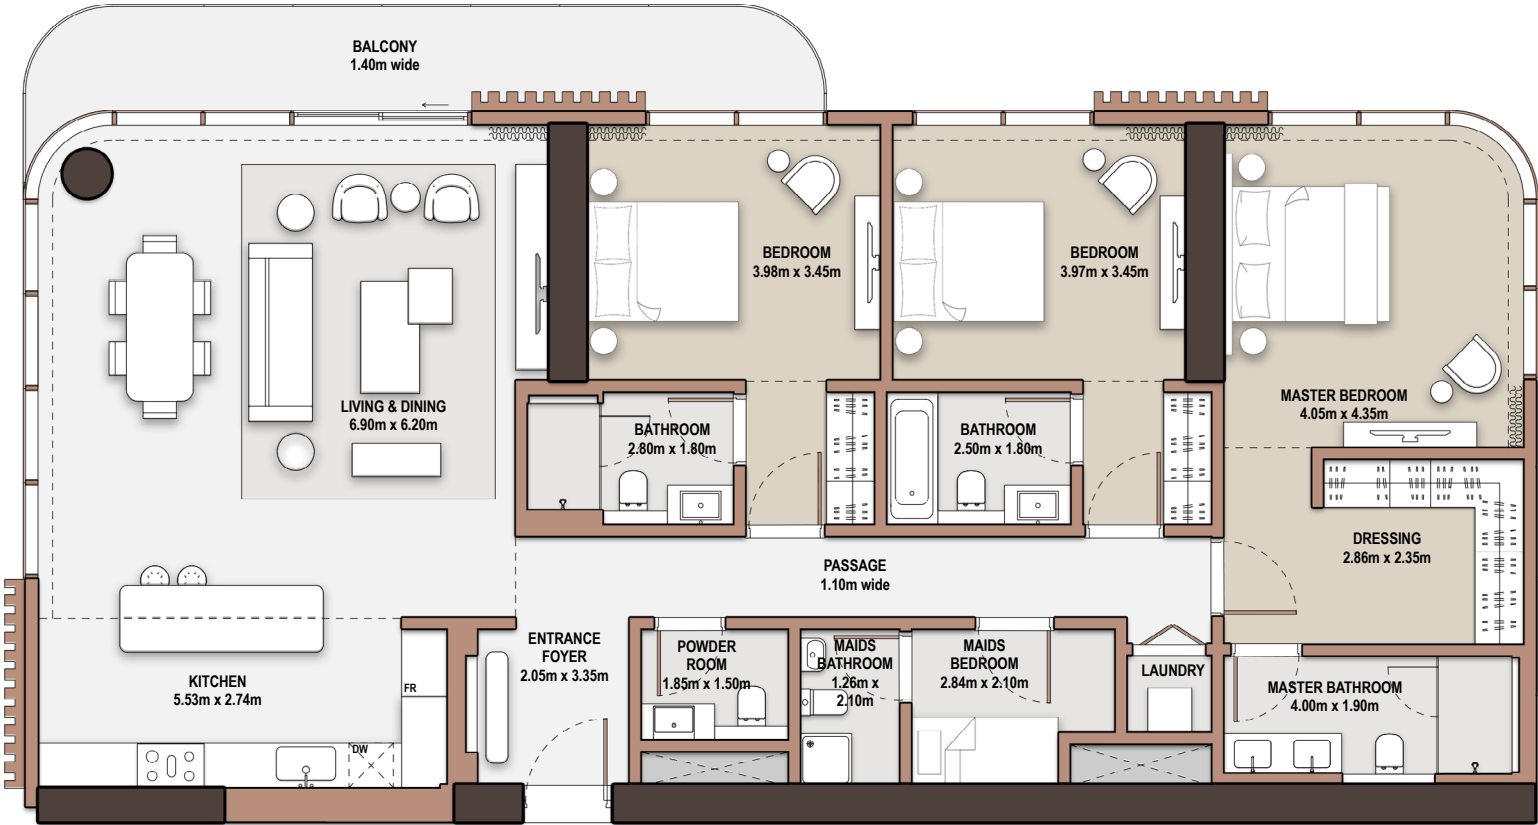 BALCONY
1.40m wide
BEDROOM
3.98m x 3.45m
BEDROOM
3.97m x 3.45m
MASTER BEDROOM
4.05m x 4.35m
LIVING & DINING
6.90m x 6.20m
BATHROOM
2.80m x 1.80m
BATHROOM
2.50m x 1.80m
DRESSING
2.86m x 2.35m
PASSAGE
1.10m wide
ENTRANCE
FOYER
2.05m x 3.35m
POWDER
ROOM
1.85m x 1.50m
MAIDS
BATHROOM
1.26m x
2.10m
MAIDS
BEDROOM
2.84m x 2.10m
LAUNDRY
MASTER BATHROOM
4.00m x 1.90m
KITCHEN
5.53m x 2.74m
FR
DW